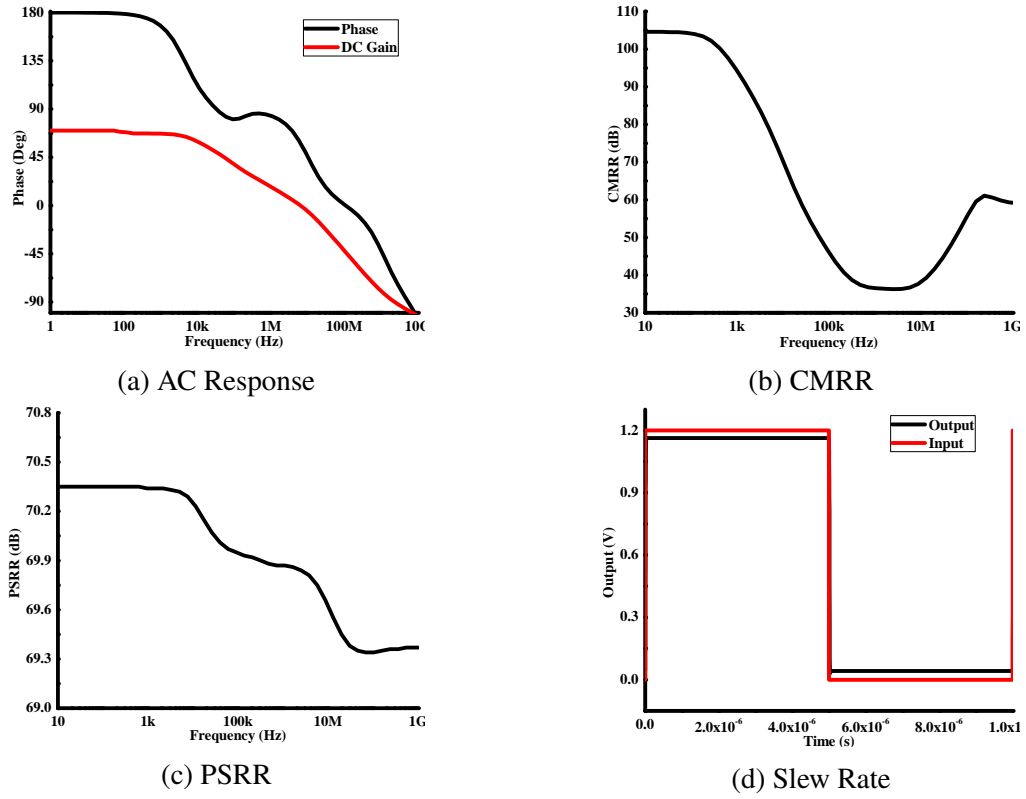 180
135
90
45
0
-45
-90
Phase (Deg)
Phase
DC Gain
1
100
10k
1M
100M
Frequency (Hz)
(a) AC Response
110
100
90
80
70
60
50
40
30
CMRR (dB)
10
1k
100k
10M
1G
Frequency (Hz)
(b) CMRR
70.8
70.5
70.2
69.9
69.6
69.3
69.0
PSRR (dB)
10
1k
100k
10M
1G
Frequency (Hz)
(c) PSRR
1.2
0.9
0.6
0.3
0.0
Output (V)
Output
Input
0.0
2.0x10⁻⁶
4.0x10⁻⁶
6.0x10⁻⁶
8.0x10⁻⁶
Time (s)
(d) Slew Rate